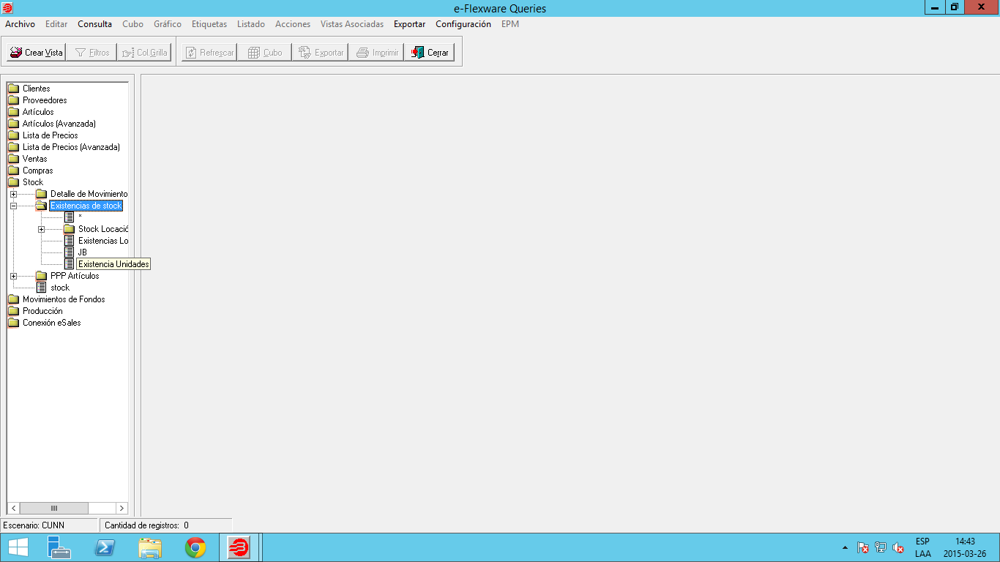 e-Flexware Queries
Archivo Editar Consulta Cubo Gráfico Etiquetas Listado Acciones Vistas Asociadas Exportar Configuración EPM
Crear Vista Filtros Col.Grilla Refrescar Cubo Exportar Imprimir Cerrar
Clientes
Proveedores
Artículos
Artículos (Avanzada)
Lista de Precios
Lista de Precios (Avanzada)
Ventas
Compras
Stock
Detalle de Movimiento
Existencias de stock
*
Stock Locació
Existencias Lo
JB
Existencia Unidades
PPP Artículos
stock
Movimientos de Fondos
Producción
Conexión eSales
Escenario: CUNN Cantidad de registros: 0
ESP 14:43
LAA 2015-03-26